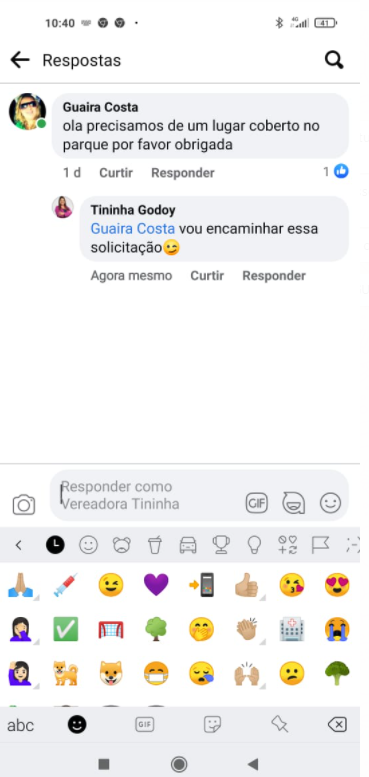 10:40
4G
41
Respostas
Guaira Costa
ola precisamos de um lugar coberto no
parque por favor obrigada
1 d Curtir Responder 1
Tininha Godoy
Guaira Costa vou encaminhar essa
solicitação😉
Agora mesmo Curtir Responder
Responder como
Vereadora Tininha
GIF
abc
GIF